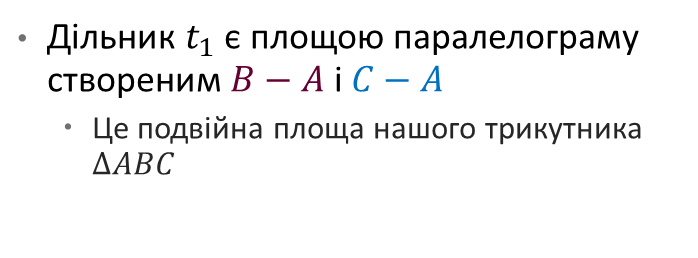 • Дільник 𝑡₁ є площою паралелограму
створеним 𝐵 − 𝐴 і 𝐶 − 𝐴
• Це подвійна площа нашого трикутника
Δ𝐴𝐵𝐶